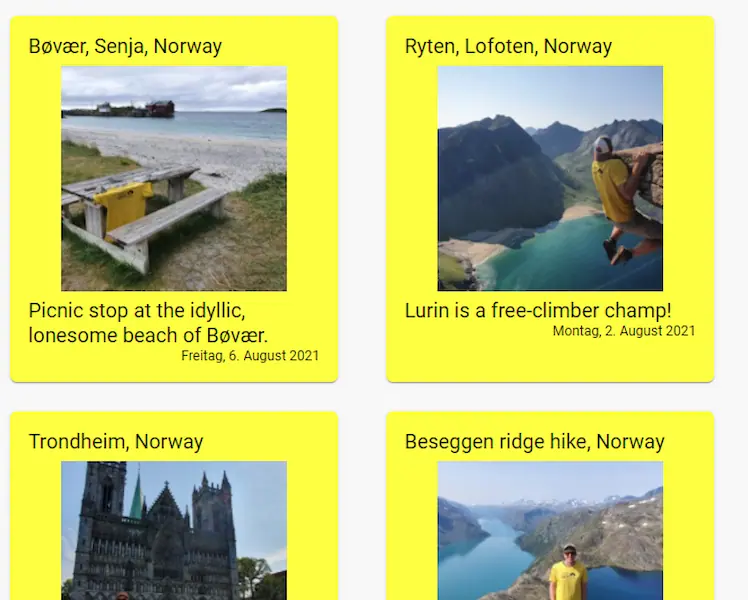 Bøvær, Senja, Norway
Picnic stop at the idyllic,
lonesome beach of Bøvær.
Freitag, 6. August 2021
Ryten, Lofoten, Norway
Lurin is a free-climber champ!
Montag, 2. August 2021
Trondheim, Norway
Beseggen ridge hike, Norway